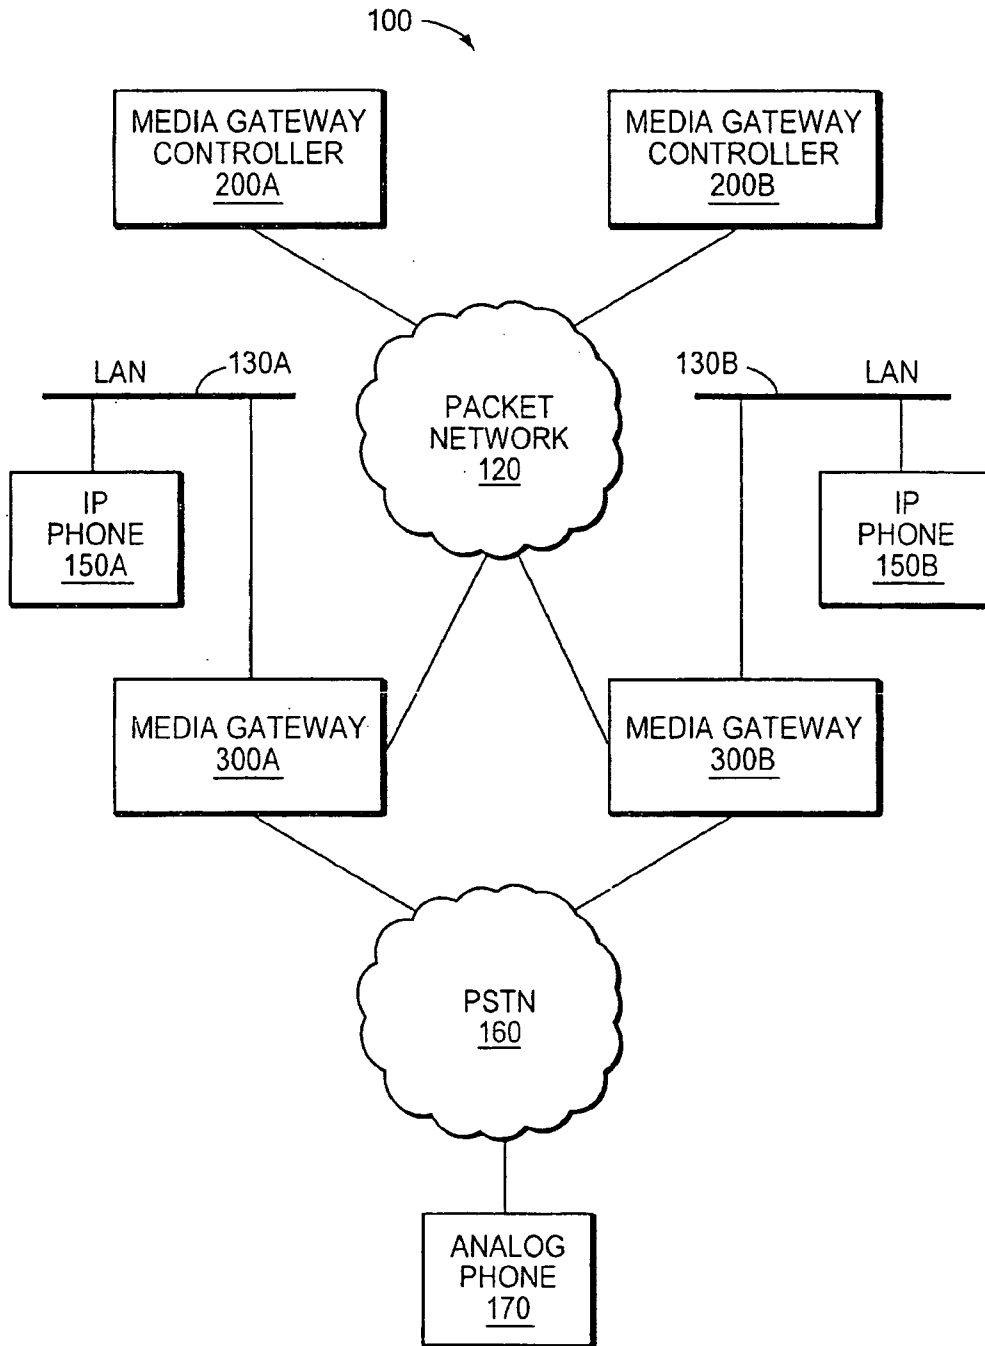 100
MEDIA GATEWAY
CONTROLLER
200A
MEDIA GATEWAY
CONTROLLER
200B
LAN
130A
130B
LAN
PACKET
NETWORK
120
IP
PHONE
150A
IP
PHONE
150B
MEDIA GATEWAY
300A
MEDIA GATEWAY
300B
PSTN
160
ANALOG
PHONE
170